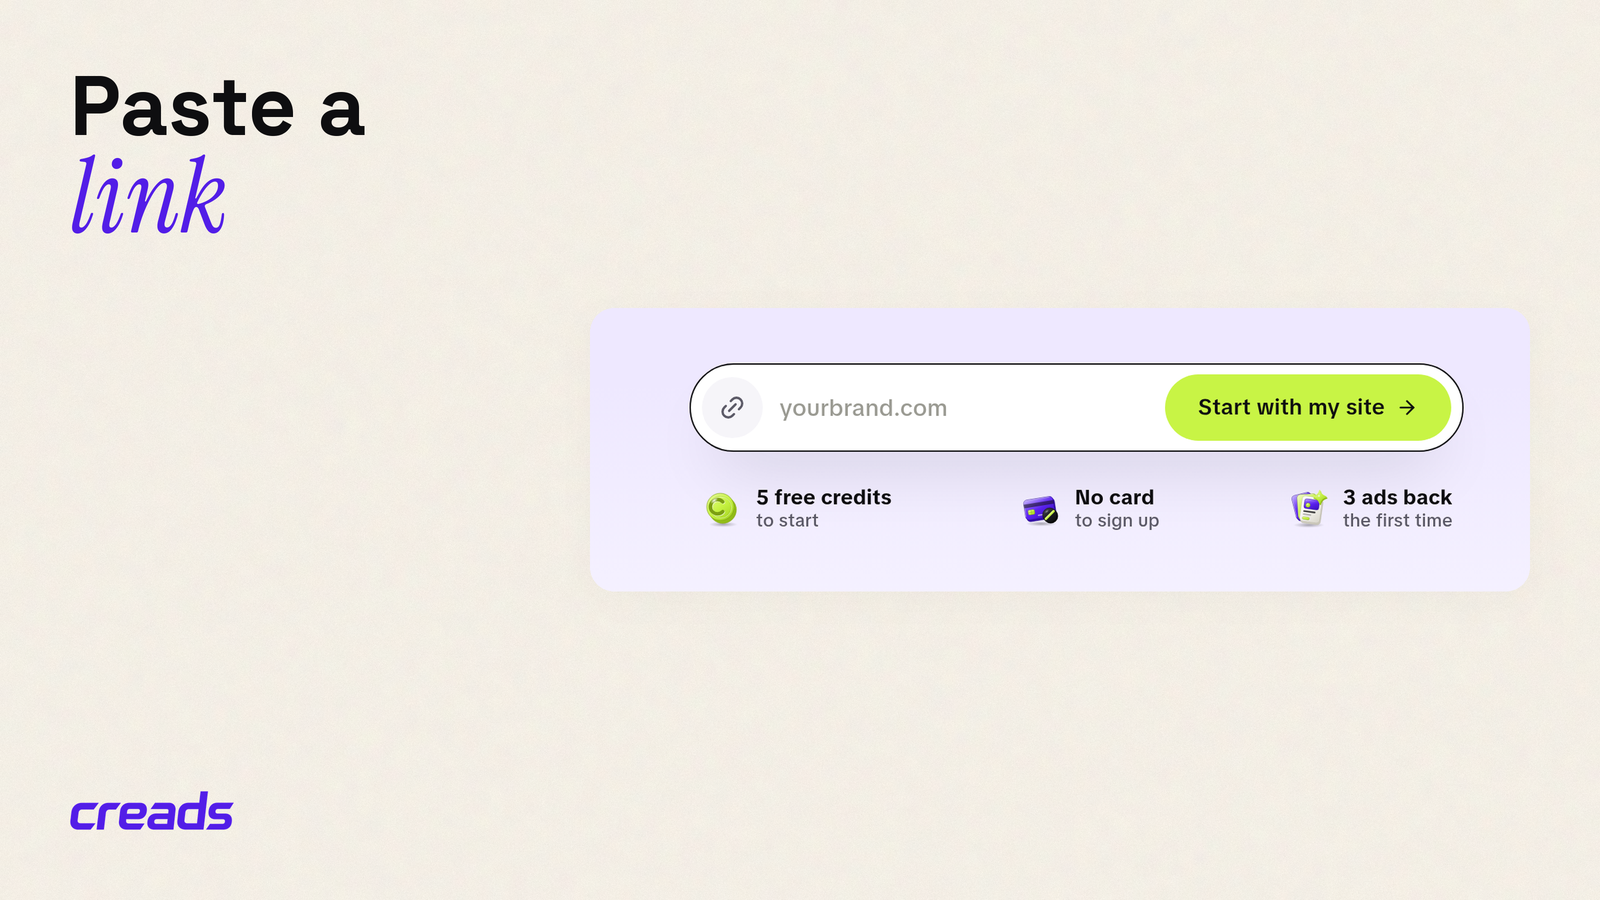 Paste a
link
yourbrand.com
Start with my site →
5 free credits
to start
No card
to sign up
3 ads back
the first time
creads